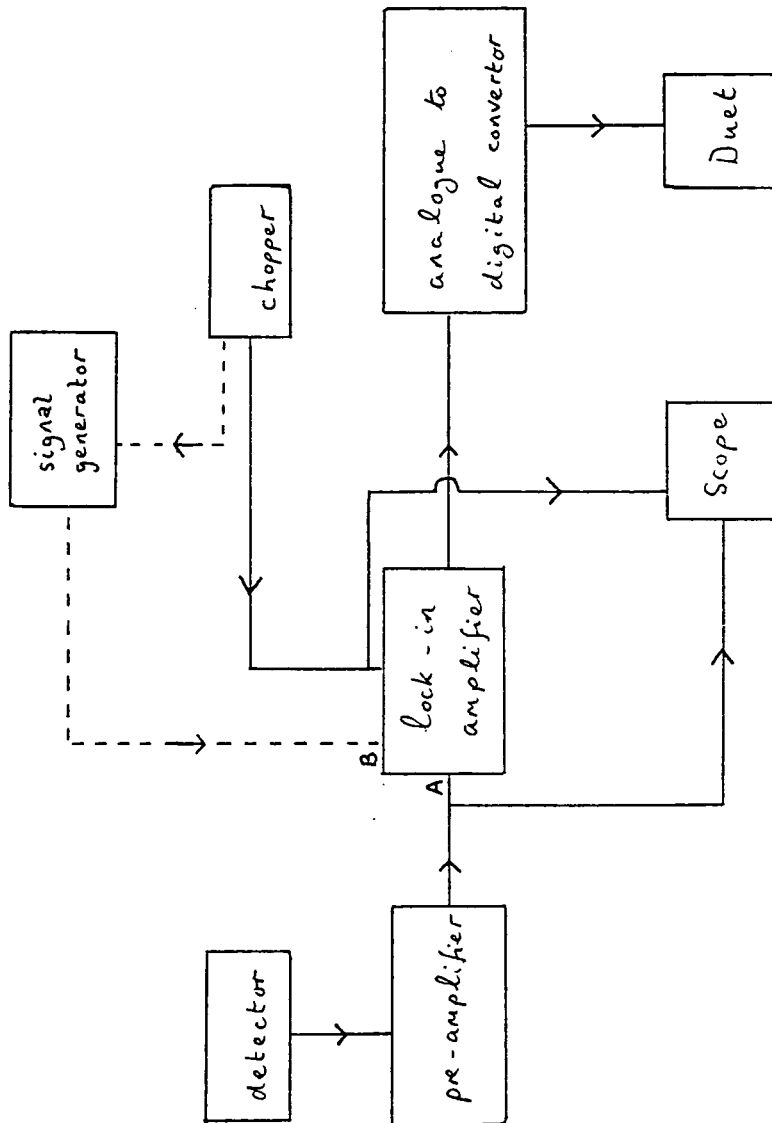 signal
generator
chopper
analogue to
digital convertor
Duet
Scope
lock-in
amplifier
B
A
detector
pre-amplifier